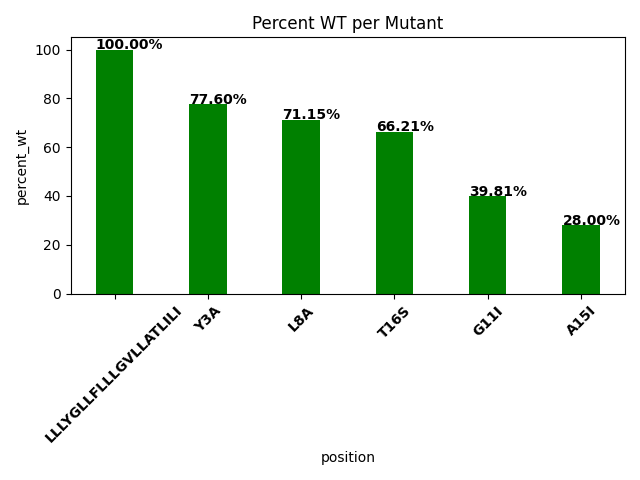 Percent WT per Mutant
percent_wt
100
80
60
40
20
0
100.00%
77.60%
71.15%
66.21%
39.81%
28.00%
LLLYGLLFLLLGVLLATLILI
Y3A
L8A
T16S
G11I
A15I
position